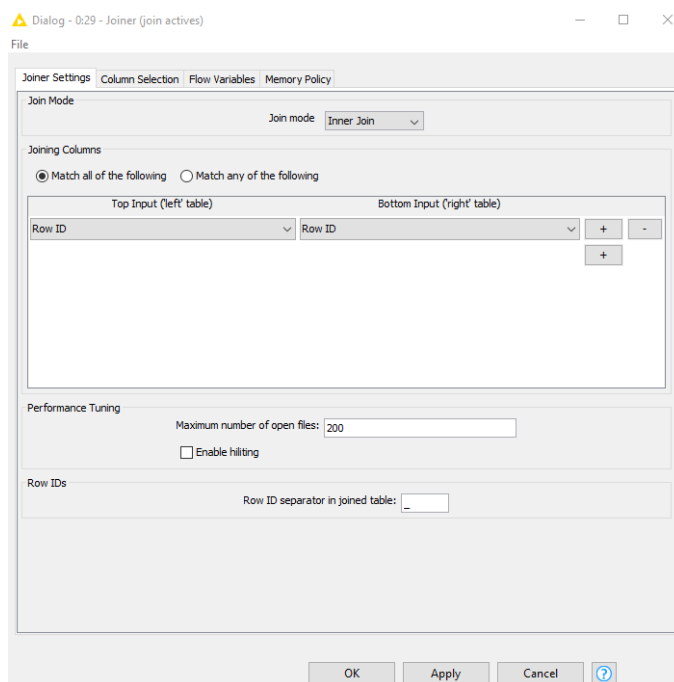 Dialog - 0:29 - Joiner (join actives)
File
Joiner Settings Column Selection Flow Variables Memory Policy
Join Mode
Join mode Inner Join
Joining Columns
Match all of the following Match any of the following
Top Input ('left' table) Bottom Input ('right' table)
Row ID Row ID + -
+
Performance Tuning
Maximum number of open files: 200
Enable hiliting
Row IDs
Row ID separator in joined table: _
OK Apply Cancel ?